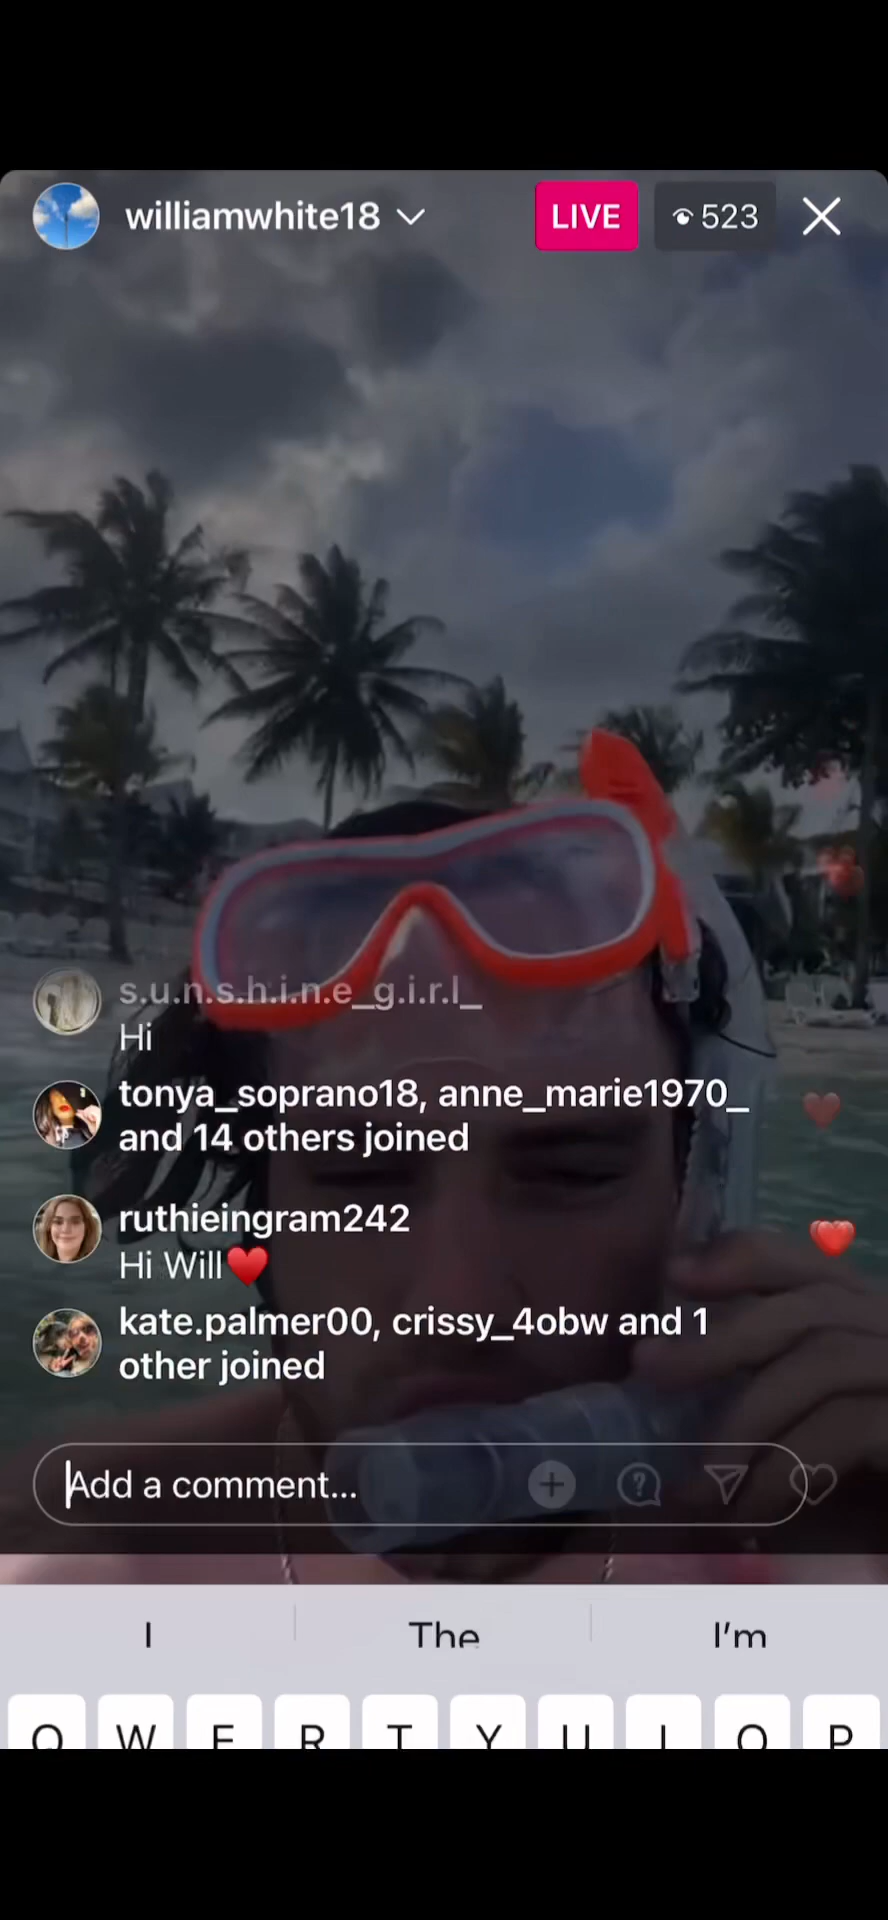 williamwhite18
LIVE
523
s.u.n.s.h.i.n.e_g.i.r.l_
Hi
tonya_soprano18, anne_marie1970_
and 14 others joined
ruthieingram242
Hi Will❤️
kate.palmer00, crissy_4obw and 1
other joined
Add a comment...
I The I'm
Q W E R T Y U I O P